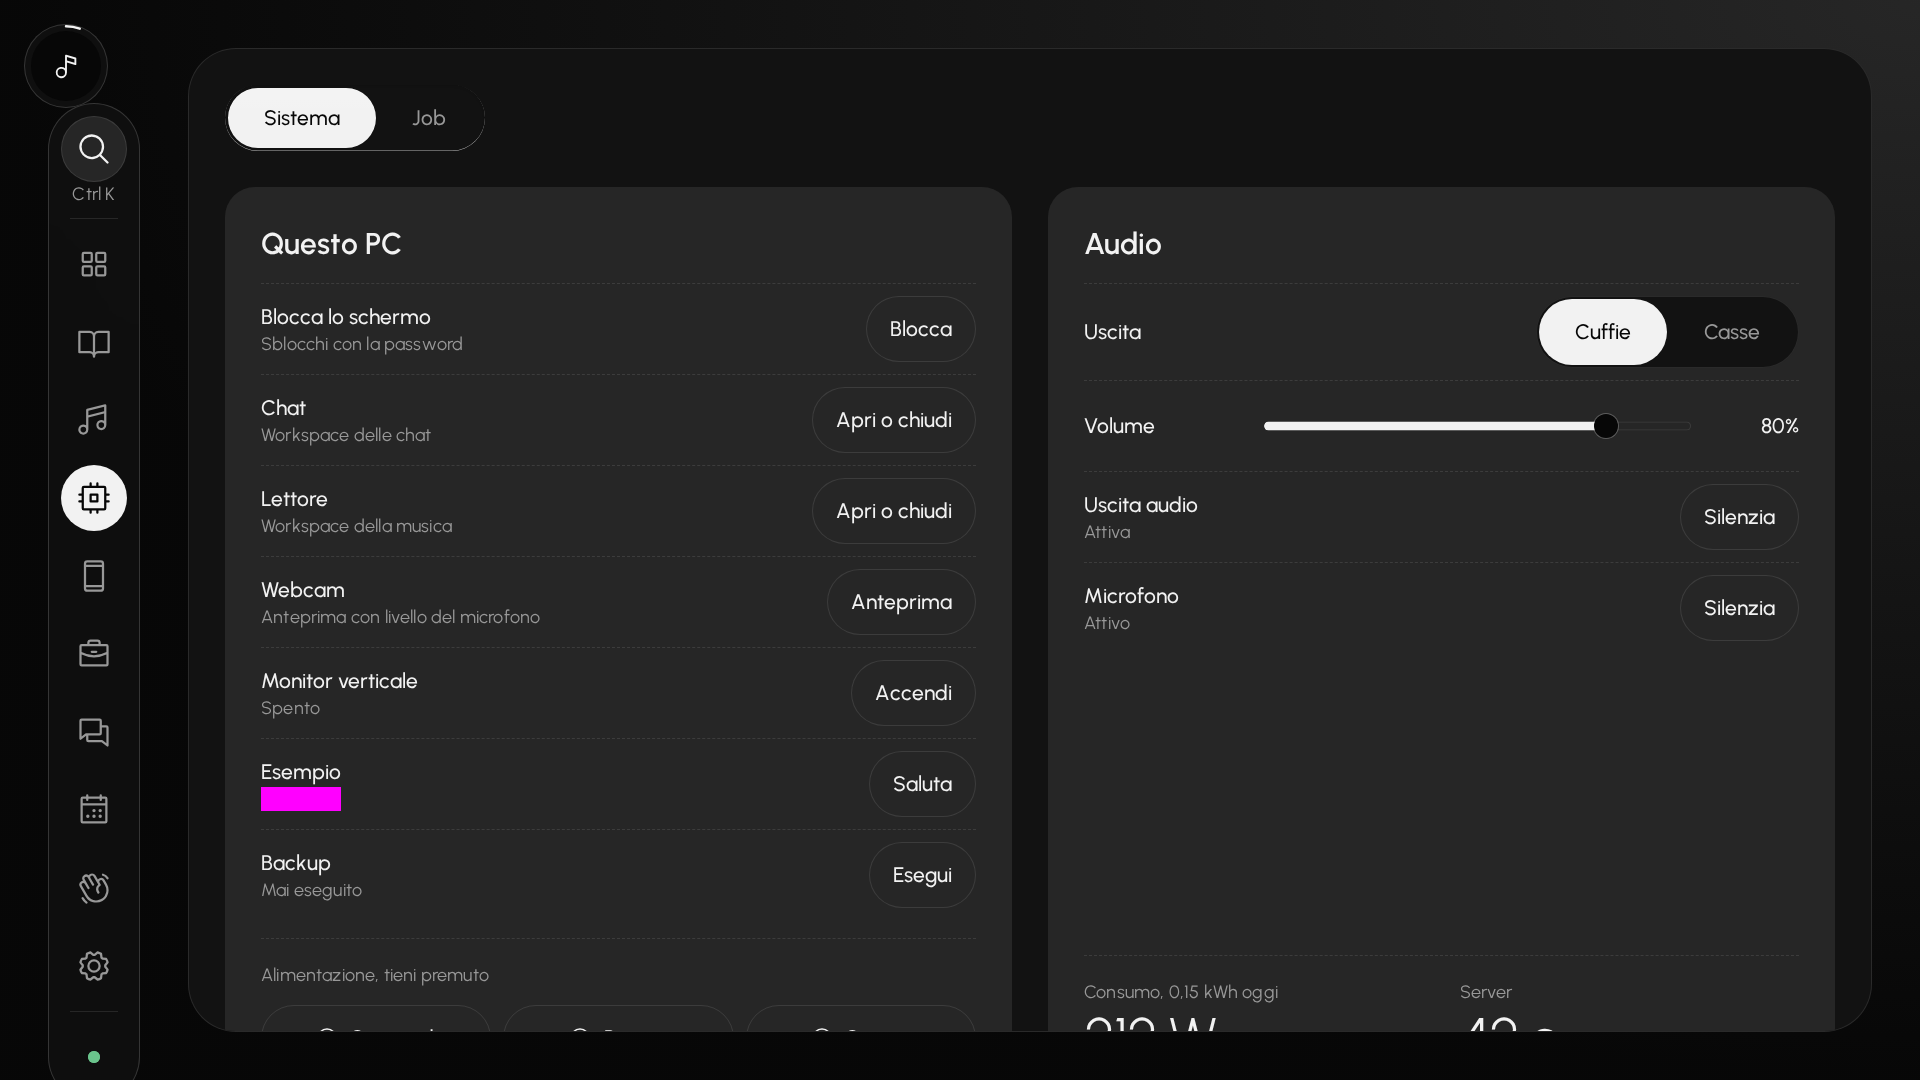 Ctrl K
Sistema
Job
Questo PC
Blocca lo schermo
Sblocchi con la password
Blocca
Chat
Workspace delle chat
Apri o chiudi
Lettore
Workspace della musica
Apri o chiudi
Webcam
Anteprima con livello del microfono
Anteprima
Monitor verticale
Spento
Accendi
Esempio
Saluta
Backup
Mai eseguito
Esegui
Alimentazione, tieni premuto
Audio
Uscita
Cuffie
Casse
Volume
80%
Uscita audio
Attiva
Silenzia
Microfono
Attivo
Silenzia
Consumo, 0,15 kWh oggi
Server